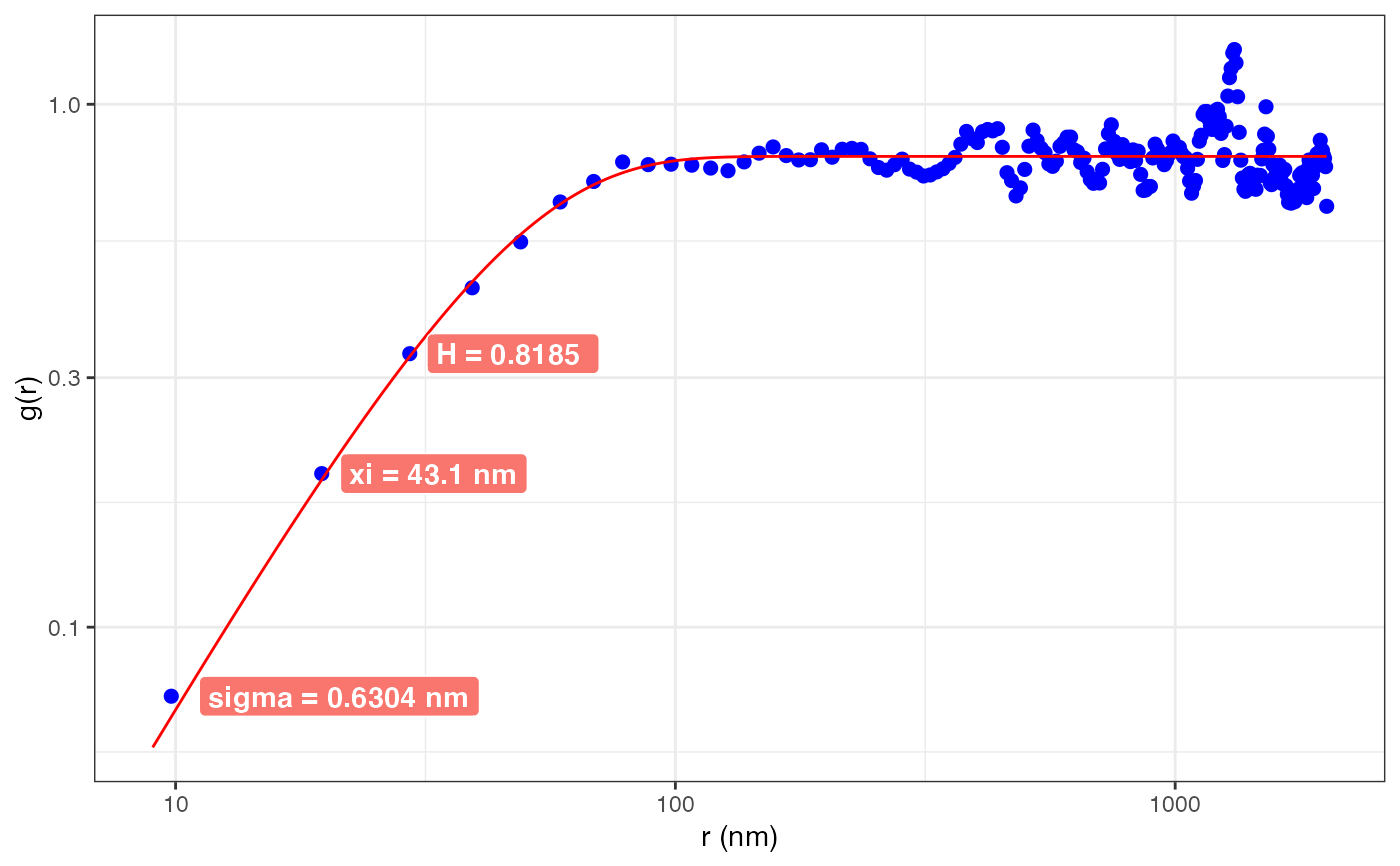 1.0
0.3
0.1
g(r)
H = 0.8185
xi = 43.1 nm
sigma = 0.6304 nm
10
100
1000
r (nm)